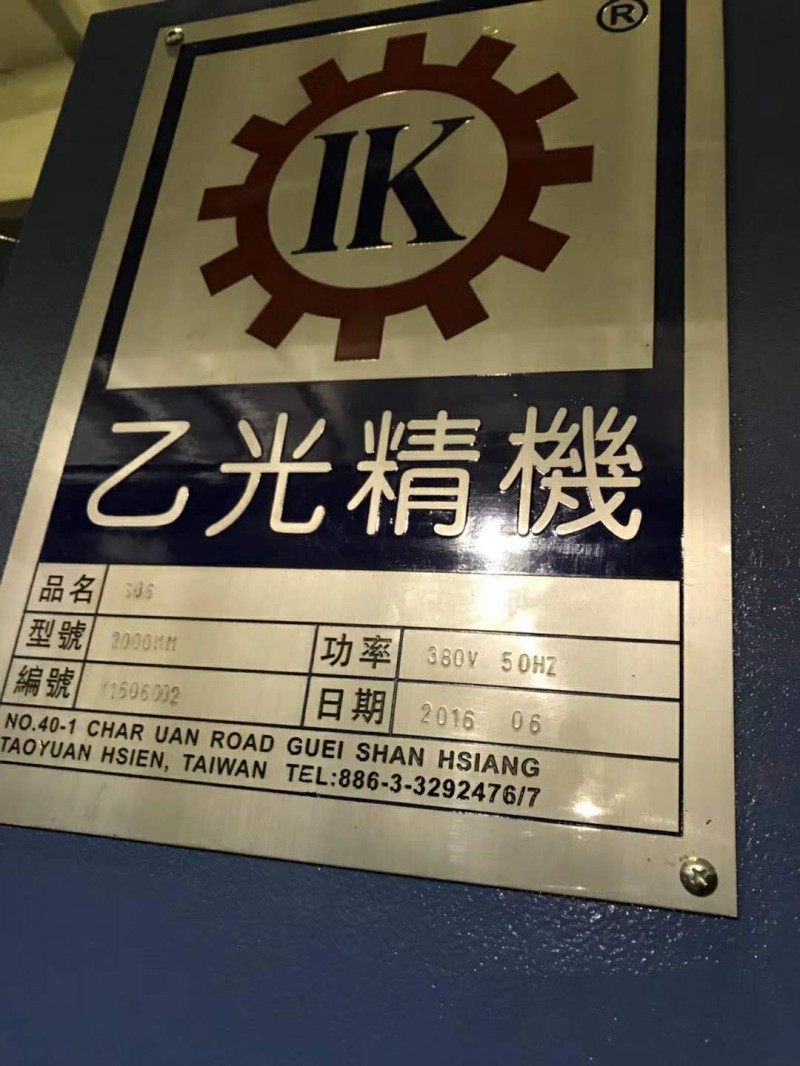 ®
IK
乙光精機
品名
型號 2000MM 功率 380V 50HZ
編號 日期 2016 06
NO.40-1 CHAR UAN ROAD GUEI SHAN HSIANG
TAOYUAN HSIEN, TAIWAN TEL:886-3-3292476/7